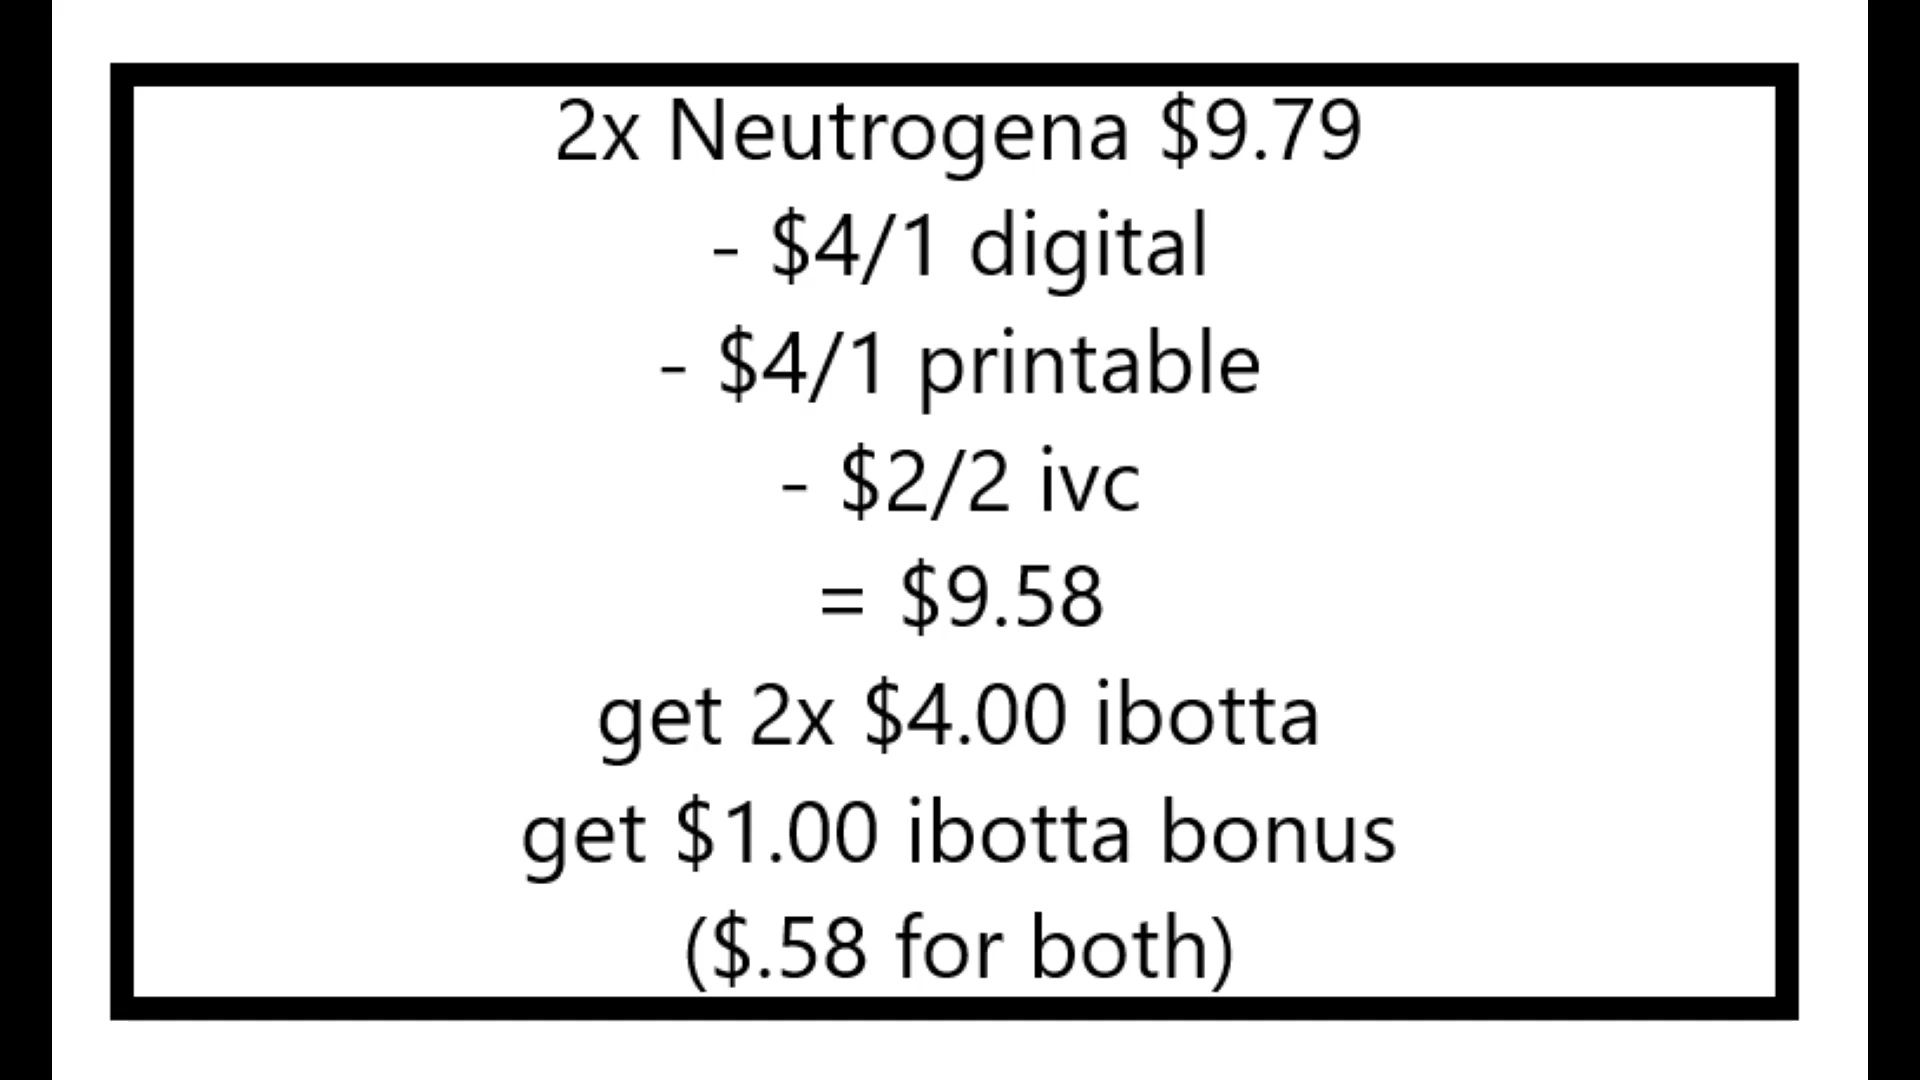 2x Neutrogena $9.79
- $4/1 digital
- $4/1 printable
- $2/2 ivc
= $9.58
get 2x $4.00 ibotta
get $1.00 ibotta bonus
($.58 for both)